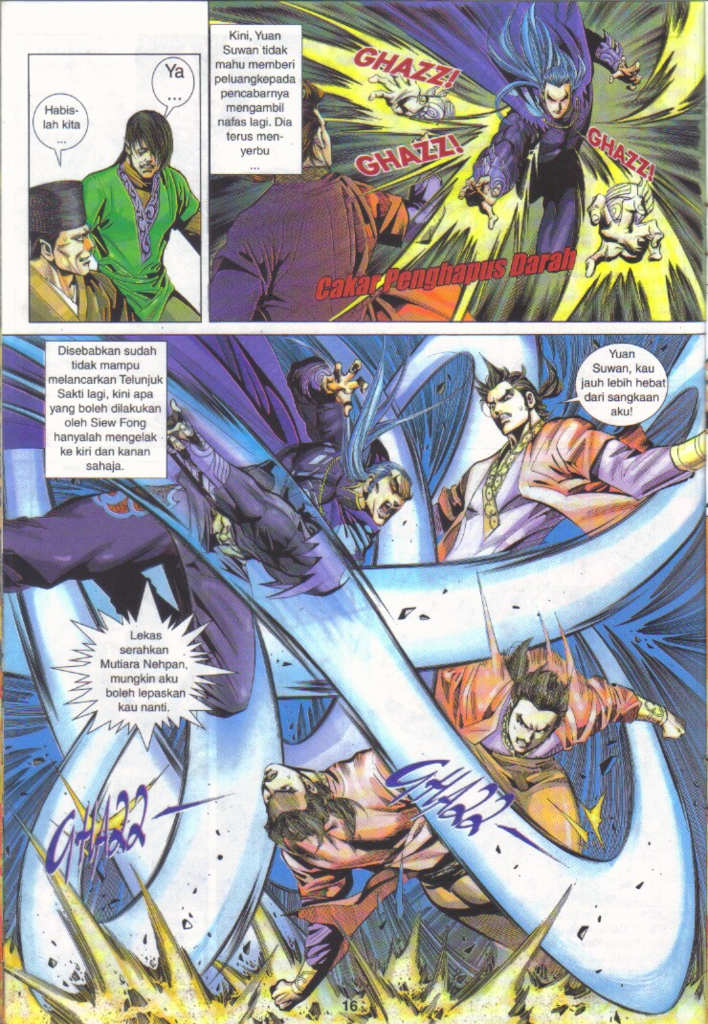 Habis-
lah kita
...
Ya
...
Kini, Yuan
Suwan tidak
mahu memberi
peluangkepada
pencabarnya
mengambil
nafas lagi. Dia
terus men-
yerbu
...
GHAZZ!
GHAZZ!
GHAZZ!
Cakar Penghapus Darah
Disebabkan sudah
tidak mampu
melancarkan Telunjuk
Sakti lagi, kini apa
yang boleh dilakukan
oleh Siew Fong
hanyalah mengelak
ke kiri dan kanan
sahaja.
Yuan
Suwan, kau
jauh lebih hebat
dari sangkaan
aku!
Lekas
serahkan
Mutiara Nehpan,
mungkin aku
boleh lepaskan
kau nanti.
GHAZZ
GHAZZ
16